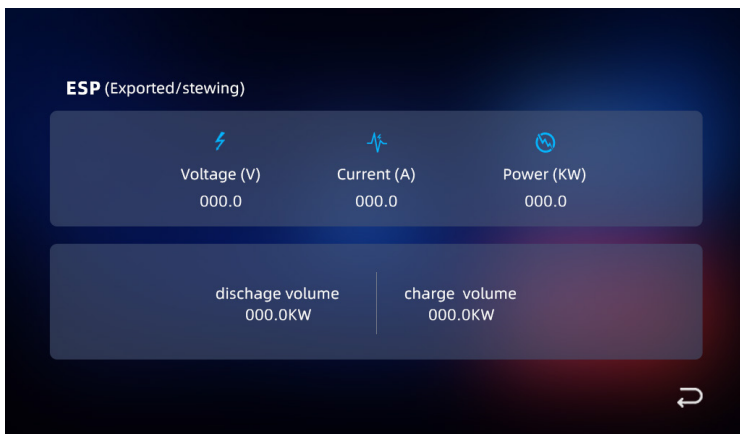 ESP (Exported/stewing)
Voltage (V) Current (A) Power (KW)
000.0 000.0 000.0
dischage volume charge volume
000.0KW 000.0KW